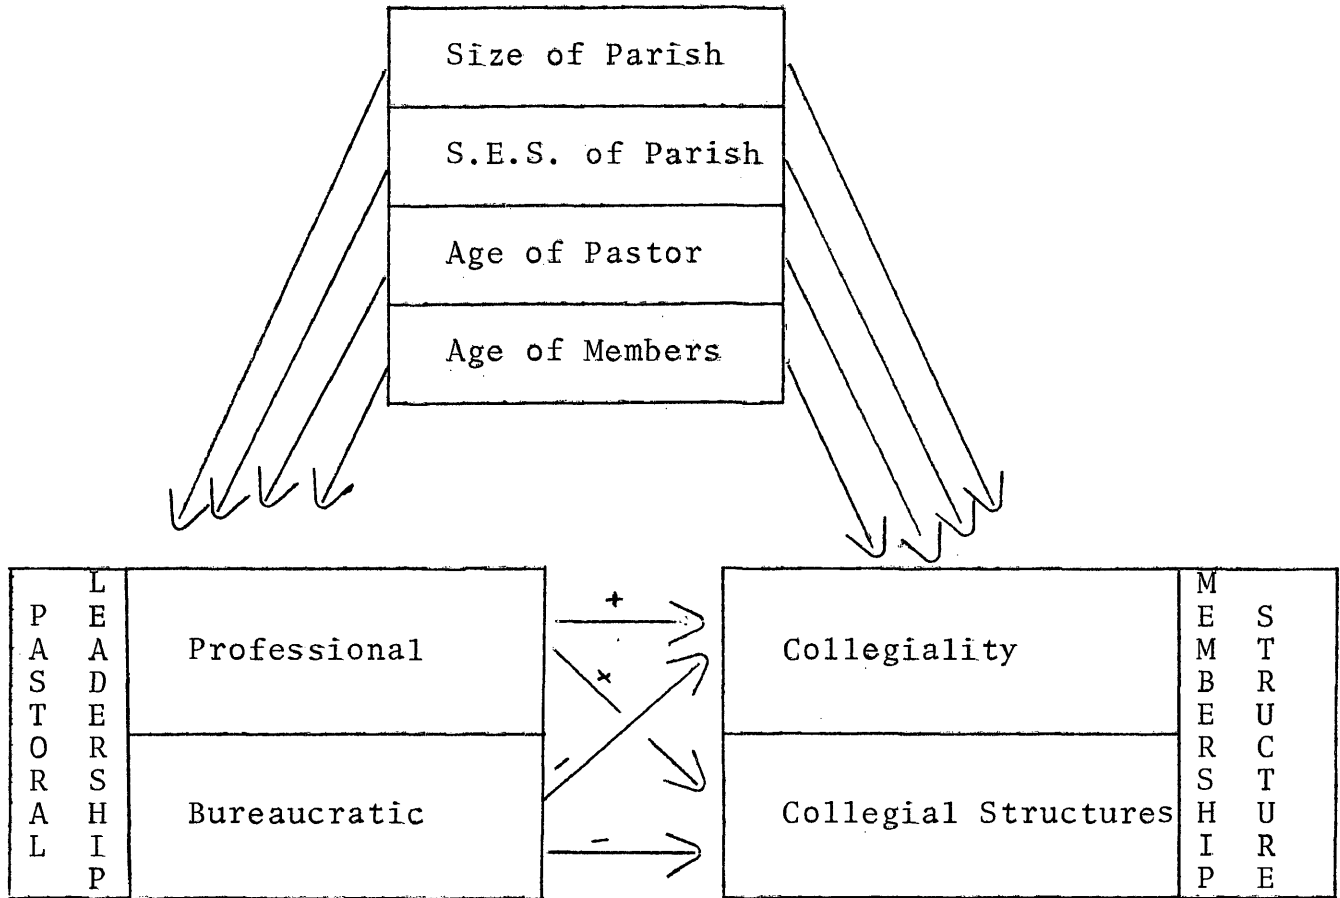 Size of Parish
S.E.S. of Parish
Age of Pastor
Age of Members
PASTORAL
LEADERSHIP
Professional
Bureaucratic
+
+
-
-
Collegiality
Collegial Structures
MEMBERSHIP
STRUCTURE